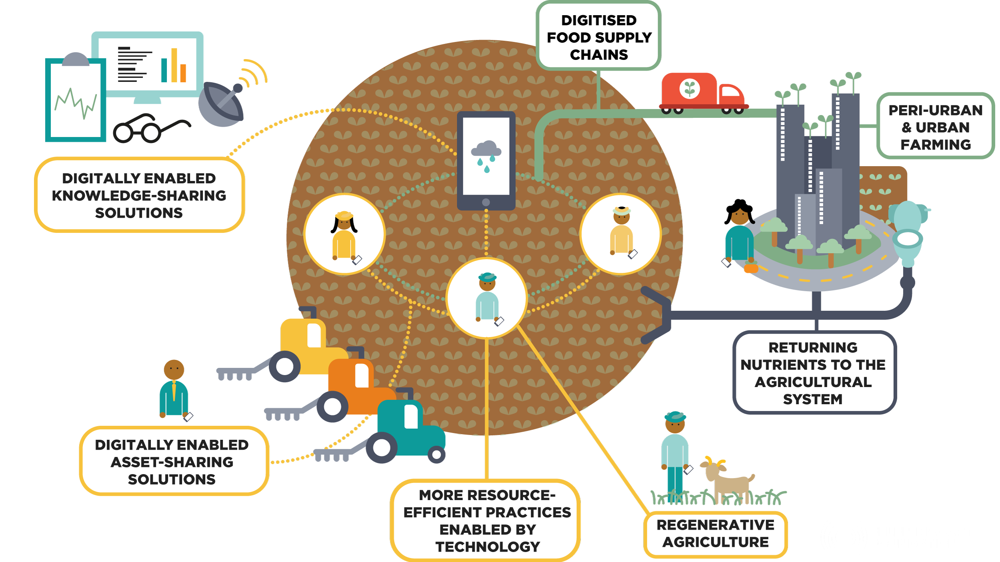 DIGITISED
FOOD SUPPLY
CHAINS
PERI-URBAN
& URBAN
FARMING
DIGITALLY ENABLED
KNOWLEDGE-SHARING
SOLUTIONS
RETURNING
NUTRIENTS TO THE
AGRICULTURAL
SYSTEM
DIGITALLY ENABLED
ASSET-SHARING
SOLUTIONS
MORE RESOURCE-
EFFICIENT PRACTICES
ENABLED BY
TECHNOLOGY
REGENERATIVE
AGRICULTURE